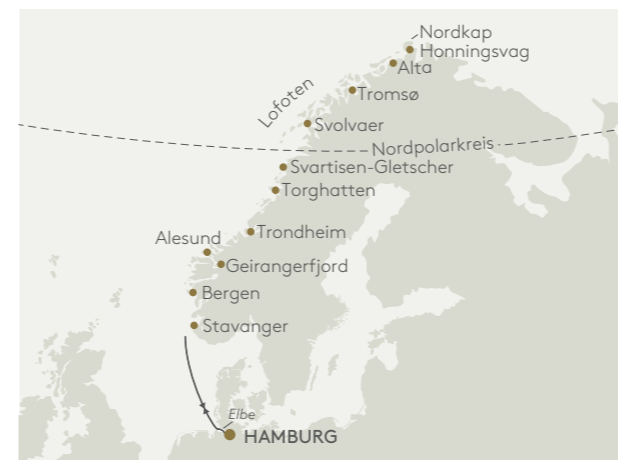 Nordkap
Honningsvag
Alta
Tromsø
Lofoten
Svolvaer
Nordpolarkreis
Svartisen-Gletscher
Torghatten
Trondheim
Alesund
Geirangerfjord
Bergen
Stavanger
Elbe
HAMBURG